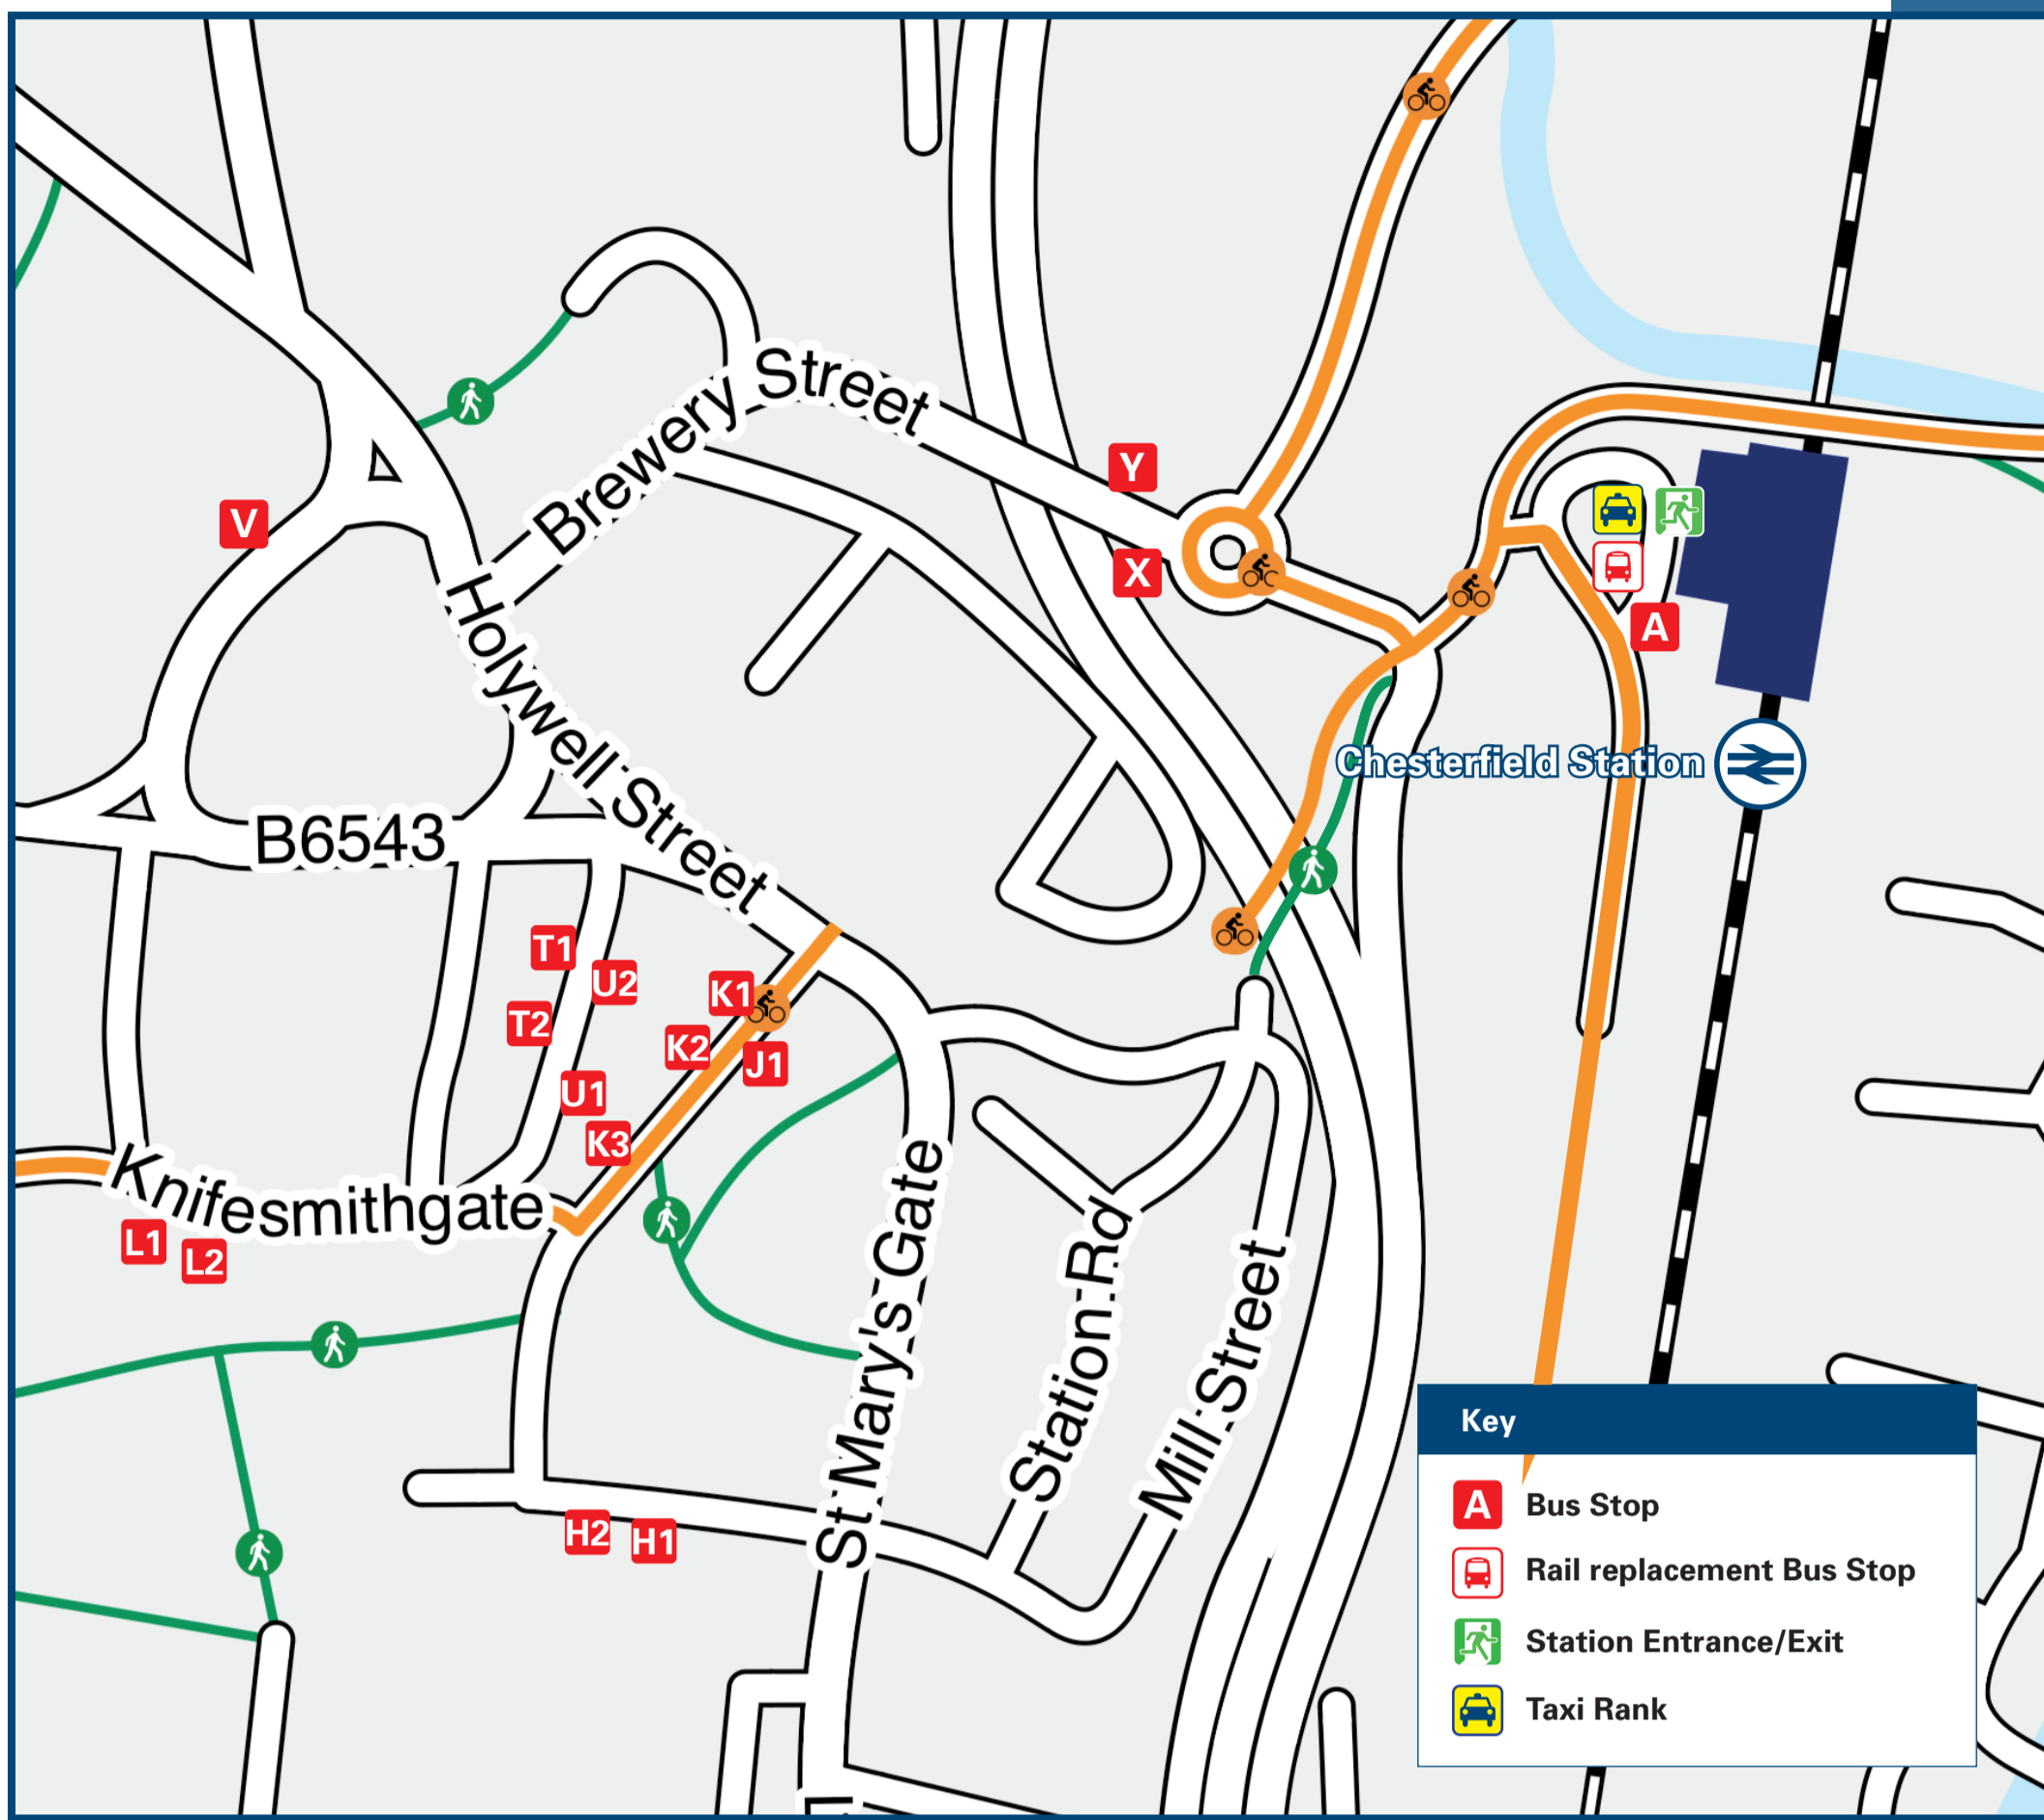 Brewery Street
Y
V
X
A
Holywell Street
Chesterfield Station
B6543
T1
U2
K1
T2
K2
J1
U1
K3
Knifesmithgate
L1
L2
St Mary's Gate
Station Rd
Mill Street
H2
H1
Key
A Bus Stop
Rail replacement Bus Stop
Station Entrance/Exit
Taxi Rank